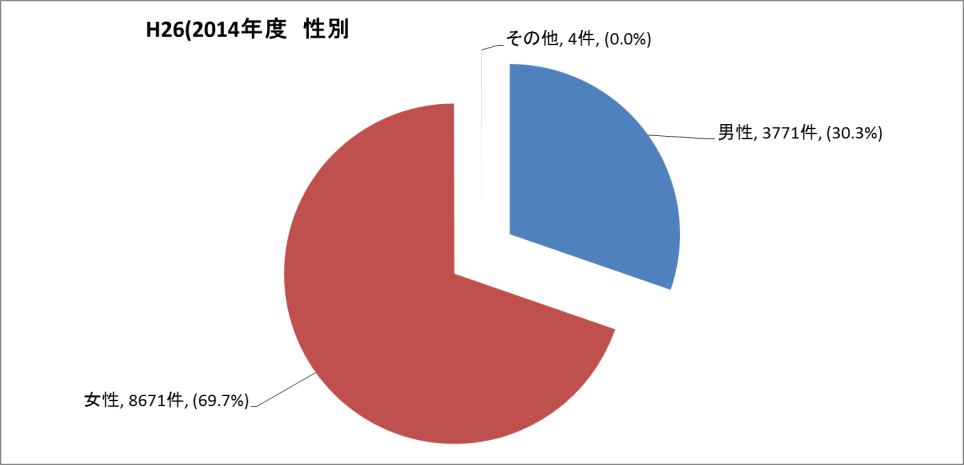 H26(2014年度　性別
その他, 4件, (0.0%)
男性, 3771件, (30.3%)
女性, 8671件, (69.7%)